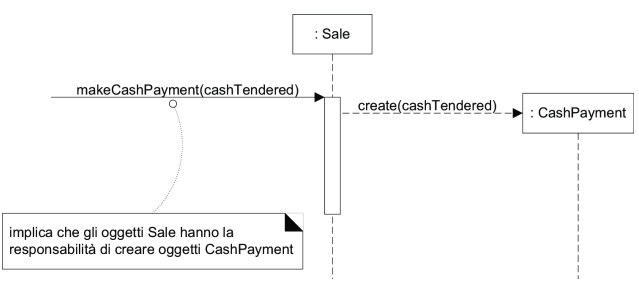 : Sale
makeCashPayment(cashTendered)
create(cashTendered)
: CashPayment
implica che gli oggetti Sale hanno la
responsabilità di creare oggetti CashPayment